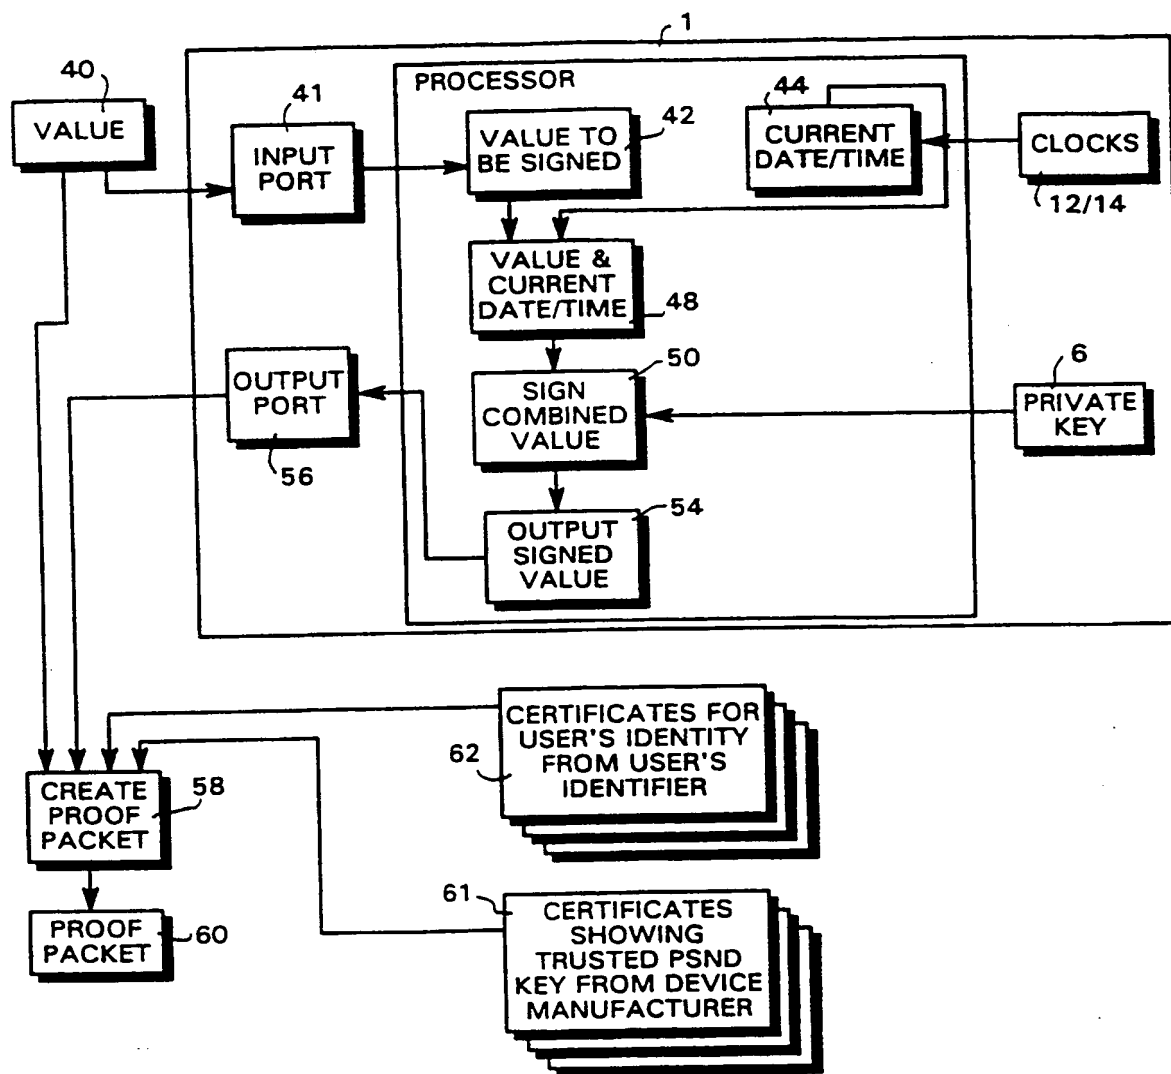 1
40
VALUE
41
INPUT
PORT
PROCESSOR
VALUE TO
BE SIGNED
42
44
CURRENT
DATE/TIME
CLOCKS
12/14
VALUE &
CURRENT
DATE/TIME
48
OUTPUT
PORT
56
50
SIGN
COMBINED
VALUE
6
PRIVATE
KEY
54
OUTPUT
SIGNED
VALUE
CERTIFICATES FOR
USER'S IDENTITY
FROM USER'S
IDENTIFIER
62
CREATE
PROOF
PACKET
58
PROOF
PACKET
60
61
CERTIFICATES
SHOWING
TRUSTED PSND
KEY FROM DEVICE
MANUFACTURER